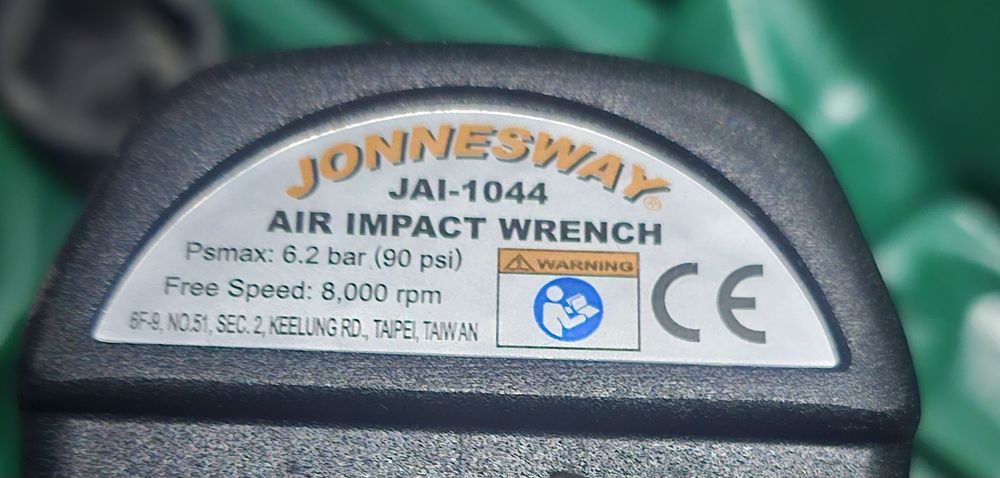 JONNESWAY®
JAI-1044
AIR IMPACT WRENCH
Psmax: 6.2 bar (90 psi)
Free Speed: 8,000 rpm
6F-9, NO.51, SEC. 2, KEELUNG RD., TAIPEI, TAIWAN
WARNING
CE